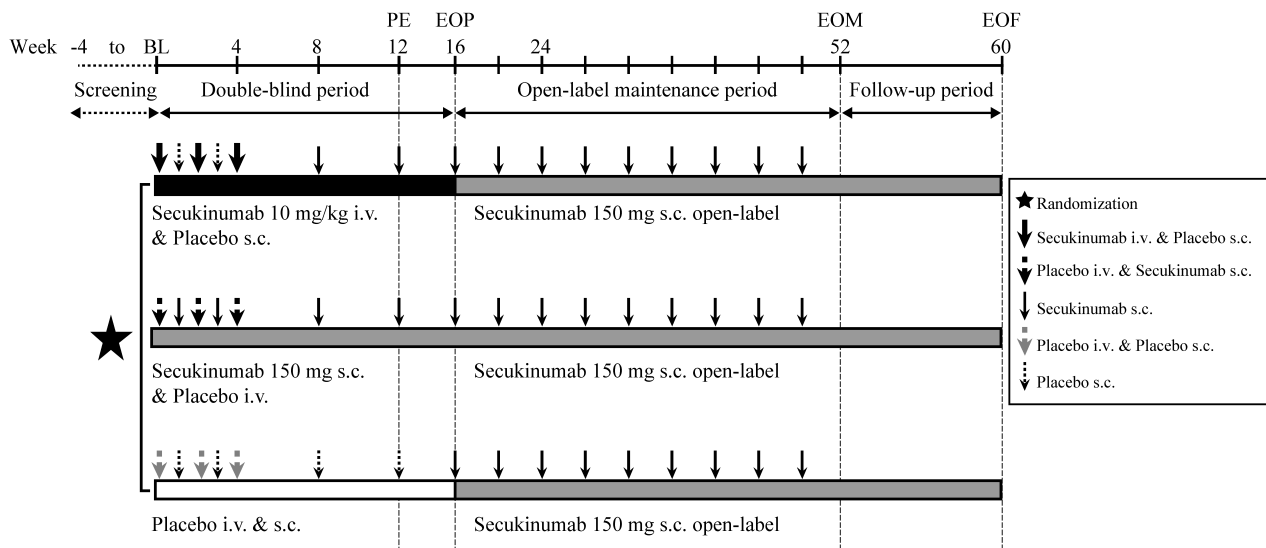 PE EOP EOM EOF
Week -4 to BL 4 8 12 16 24 52 60
Screening Double-blind period Open-label maintenance period Follow-up period
Secukinumab 10 mg/kg i.v.
& Placebo s.c.
Secukinumab 150 mg s.c. open-label
Secukinumab 150 mg s.c.
& Placebo i.v.
Secukinumab 150 mg s.c. open-label
Placebo i.v. & s.c.
Secukinumab 150 mg s.c. open-label
Randomization
Secukinumab i.v. & Placebo s.c.
Placebo i.v. & Secukinumab s.c.
Secukinumab s.c.
Placebo i.v. & Placebo s.c.
Placebo s.c.